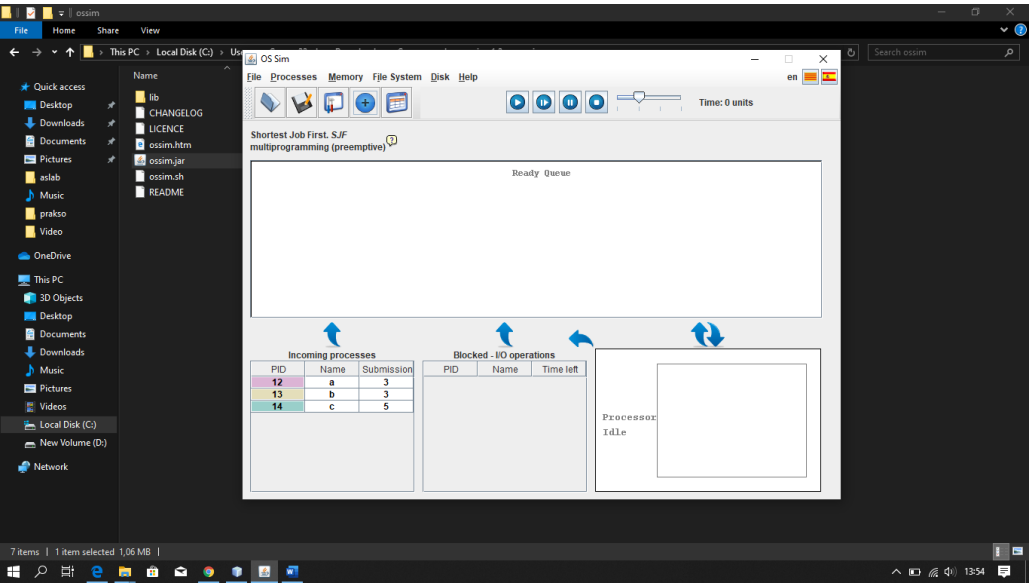 ossim
File Home Share View
This PC > Local Disk (C:) >
Search ossim
Quick access
Desktop
Downloads
Documents
Pictures
aslab
Music
prakso
Video
OneDrive
This PC
3D Objects
Desktop
Documents
Downloads
Music
Pictures
Videos
Local Disk (C:)
New Volume (D:)
Network
Name
lib
CHANGELOG
LICENCE
ossim.htm
ossim.jar
ossim.sh
README
OS Sim
File Processes Memory File System Disk Help
en
Time: 0 units
Shortest Job First. SJF
multiprogramming (preemptive)
Ready Queue
Incoming processes
PID Name Submission
12 a 3
13 b 3
14 c 5
Blocked - I/O operations
PID Name Time left
Processor
Idle
7 items 1 item selected 1,06 MB
13:54